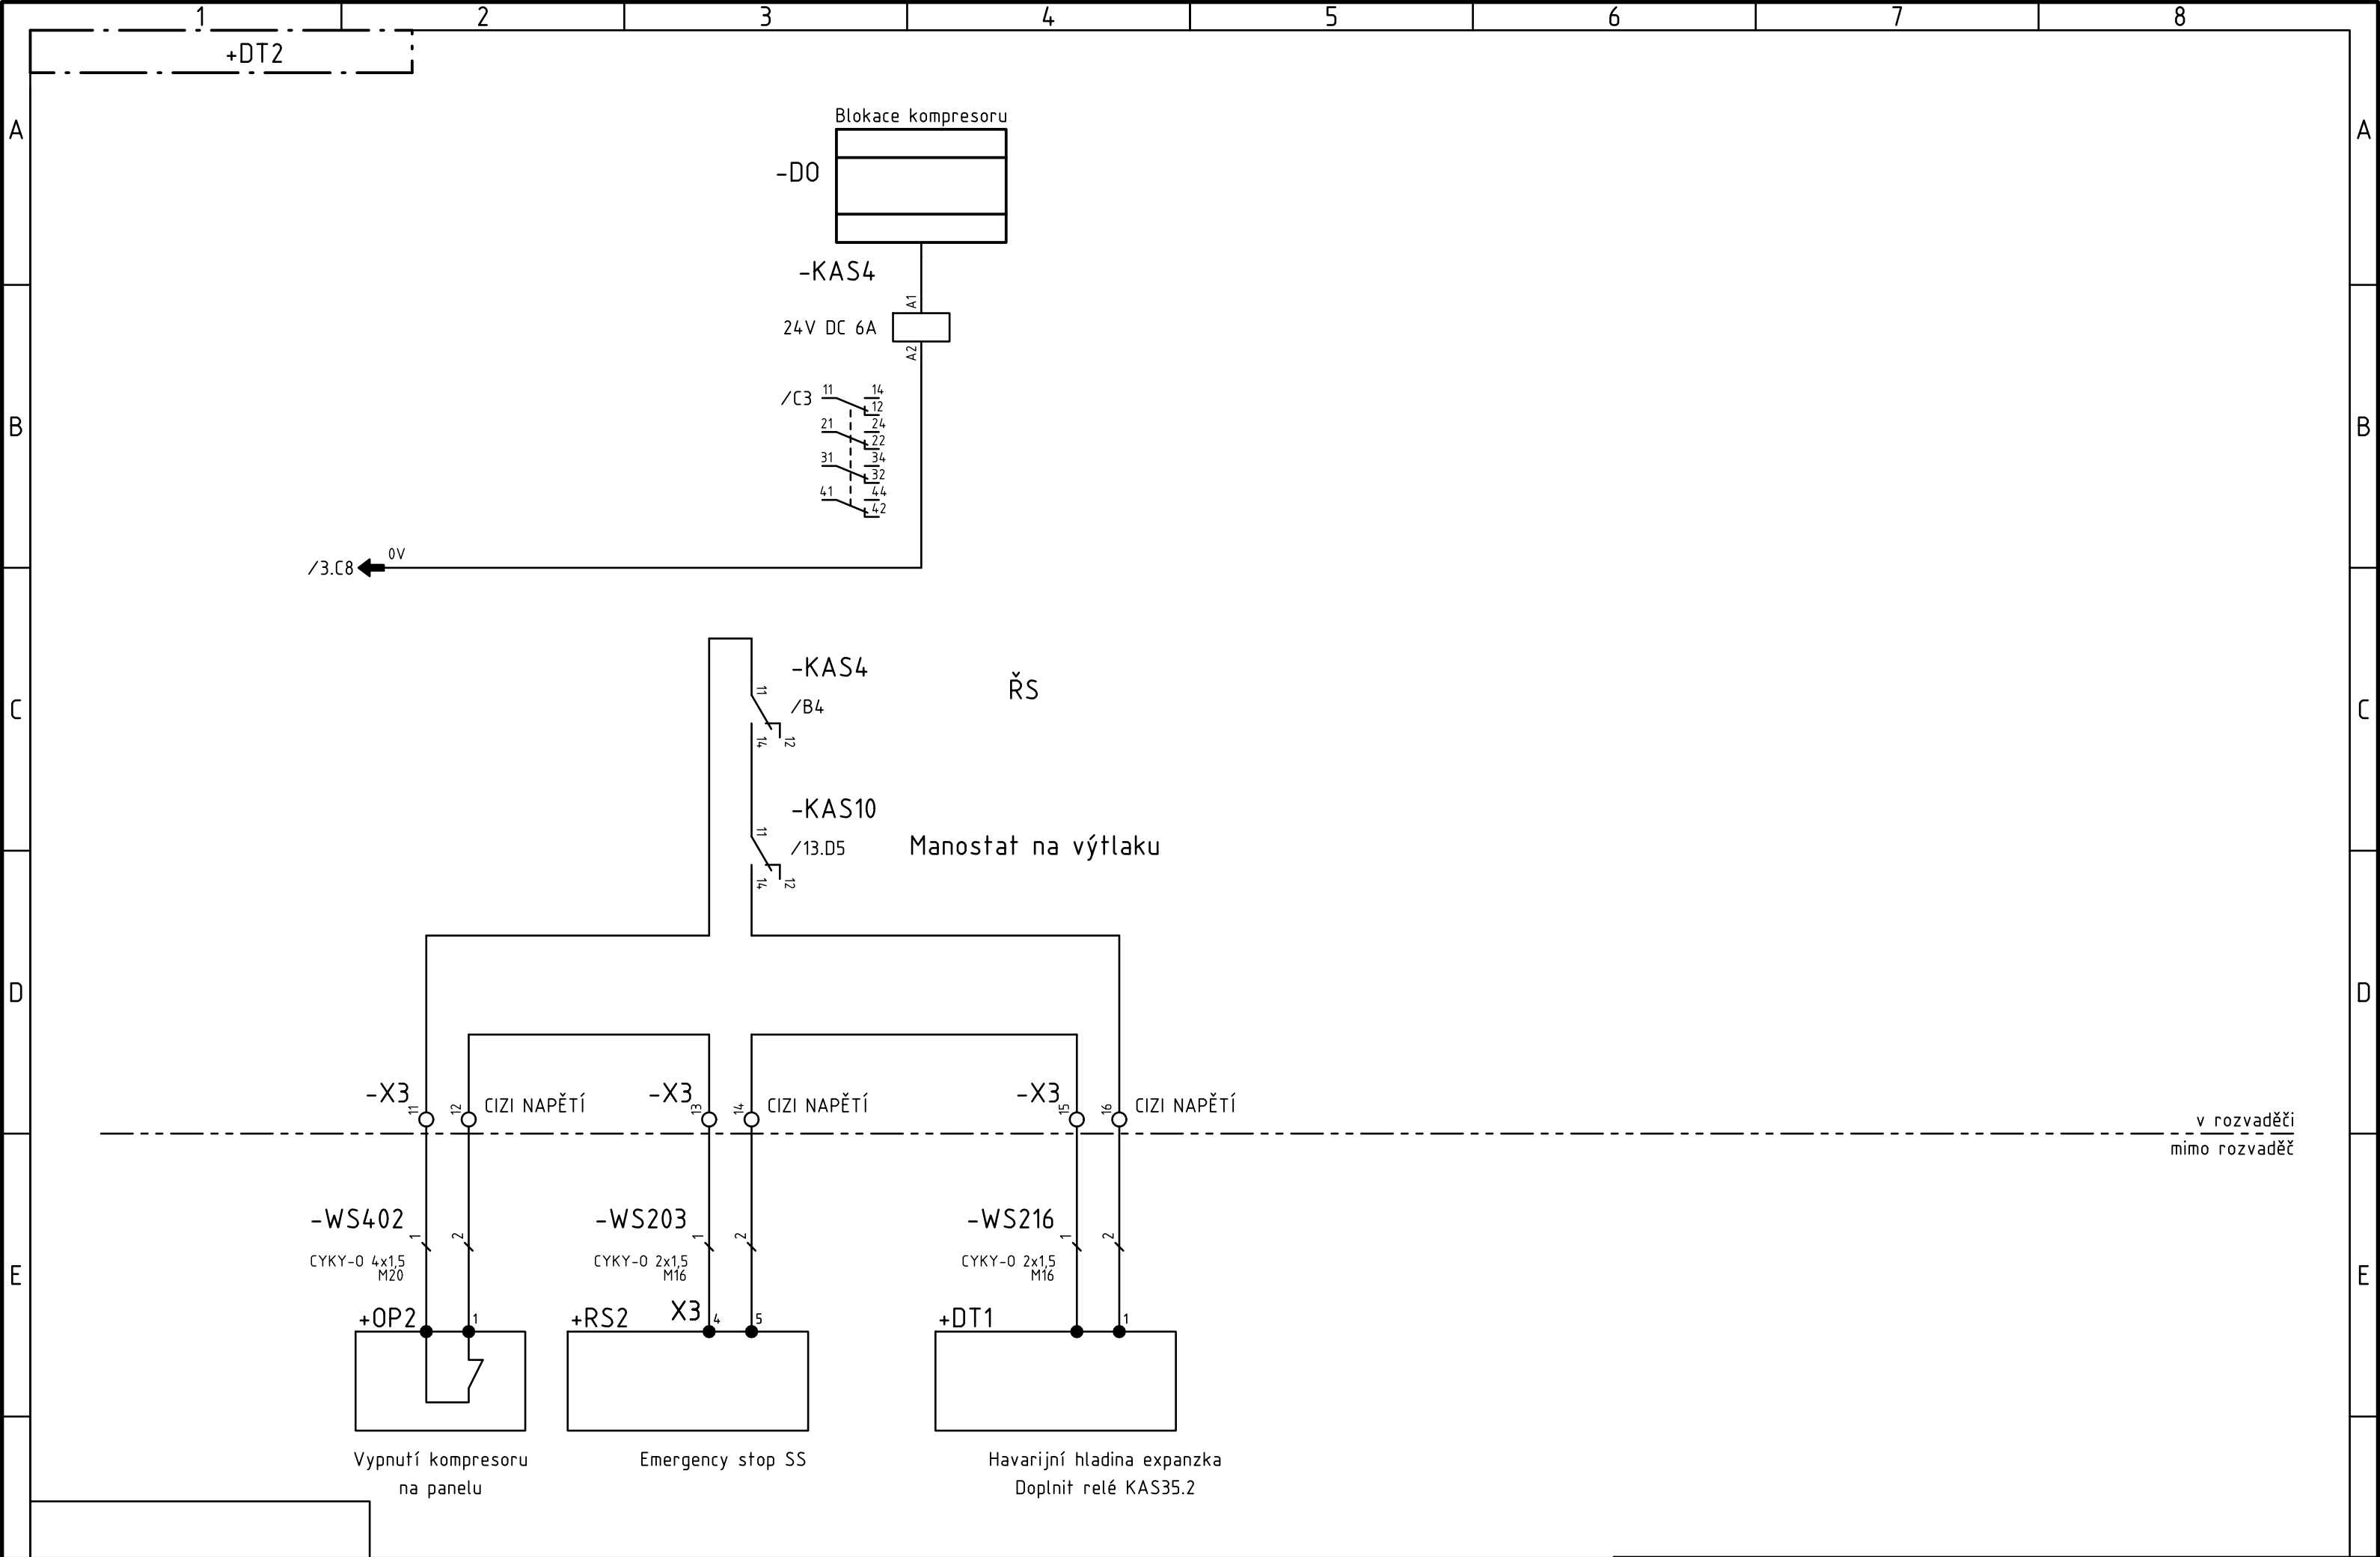 1 2 3 4 5 6 7 8
+DT2
A A
Blokace kompresoru
-DO
-KAS4
A1
24V DC 6A
A2
/C3 11 14
12
21 24
22
B B
31 34
32
41 44
42
0V
/3.C8
-KAS4
11
/B4
ŘS
14 12
C C
-KAS10
11
/13.D5
Manostat na výtlaku
14 12
D D
-X3 11 12 CIZI NAPĚTÍ -X3 13 14 CIZI NAPĚTÍ -X3 15 16 CIZI NAPĚTÍ
v rozvaděči
mimo rozvaděč
-WS402 1 2 -WS203 1 2 -WS216 1 2
CYKY-O 4x1,5 CYKY-O 2x1,5 CYKY-O 2x1,5
M20 M16 M16
E E
+OP2 1 +RS2 X3 4 5 +DT1 1
Vypnutí kompresoru Emergency stop SS Havarijní hladina expanzka
na panelu Doplnit relé KAS35.2